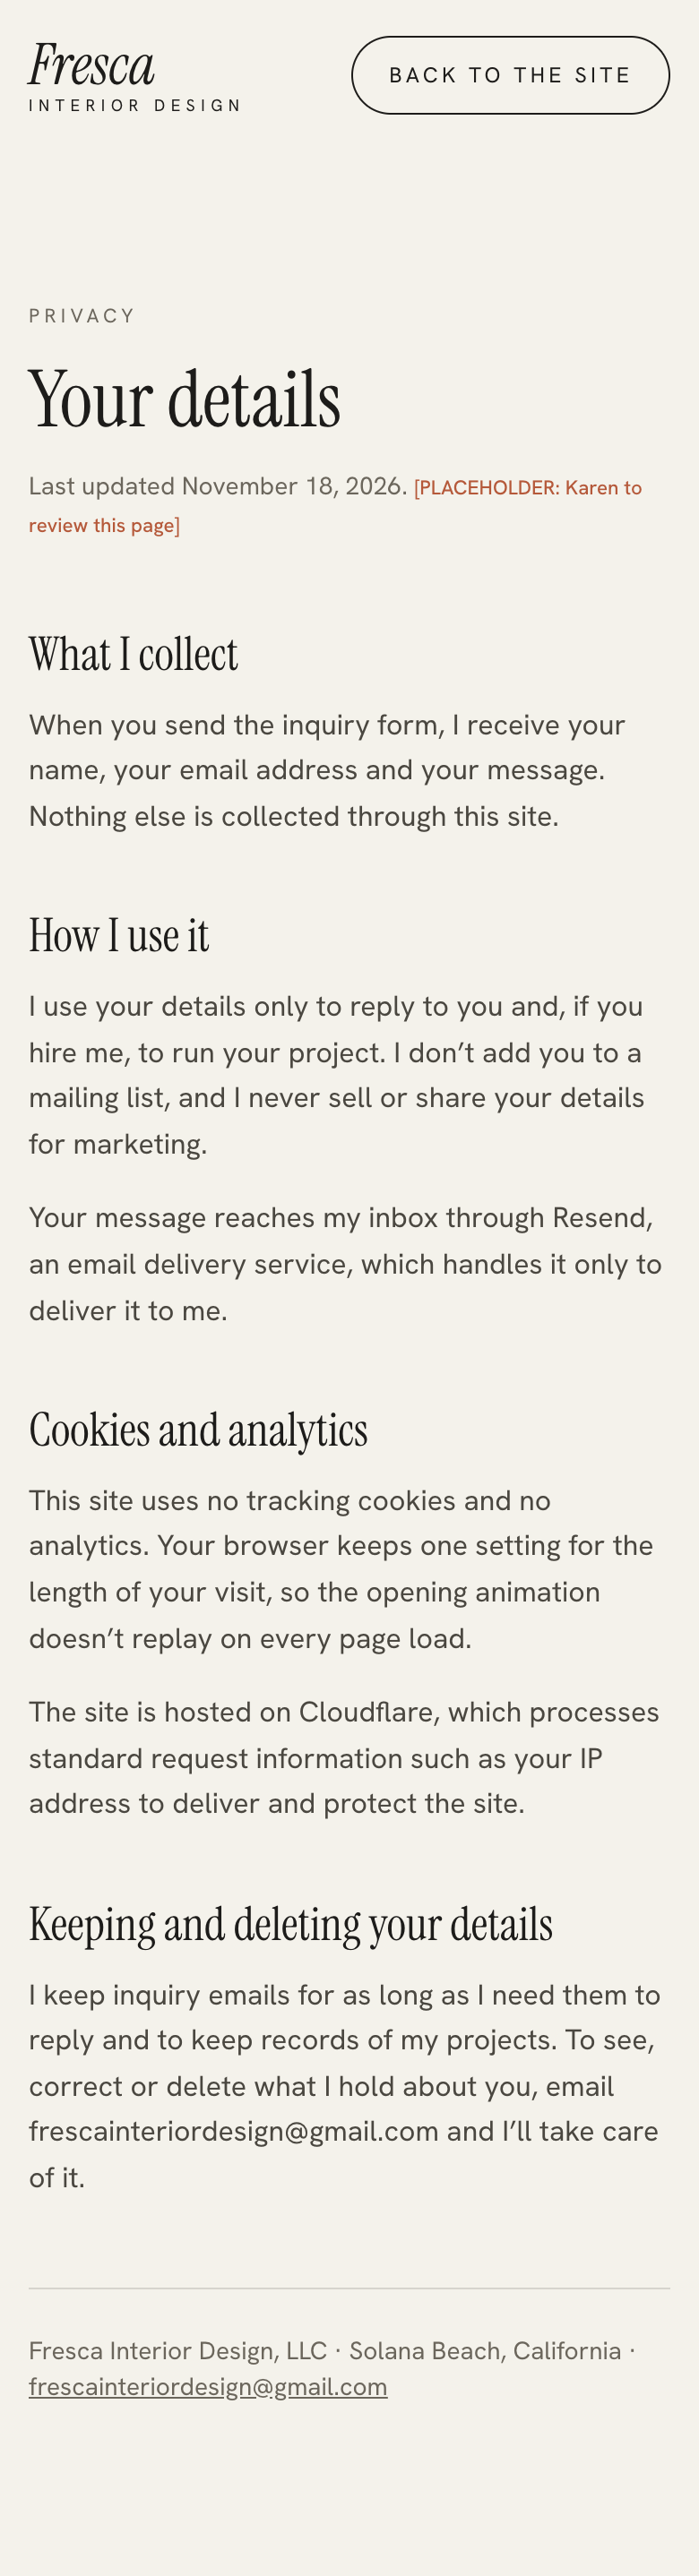 Fresca
INTERIOR DESIGN
BACK TO THE SITE
PRIVACY
Your details
Last updated November 18, 2026. [PLACEHOLDER: Karen to
review this page]
What I collect
When you send the inquiry form, I receive your
name, your email address and your message.
Nothing else is collected through this site.
How I use it
I use your details only to reply to you and, if you
hire me, to run your project. I don’t add you to a
mailing list, and I never sell or share your details
for marketing.
Your message reaches my inbox through Resend,
an email delivery service, which handles it only to
deliver it to me.
Cookies and analytics
This site uses no tracking cookies and no
analytics. Your browser keeps one setting for the
length of your visit, so the opening animation
doesn’t replay on every page load.
The site is hosted on Cloudflare, which processes
standard request information such as your IP
address to deliver and protect the site.
Keeping and deleting your details
I keep inquiry emails for as long as I need them to
reply and to keep records of my projects. To see,
correct or delete what I hold about you, email
frescainteriordesign@gmail.com and I’ll take care
of it.
Fresca Interior Design, LLC · Solana Beach, California ·
frescainteriordesign@gmail.com